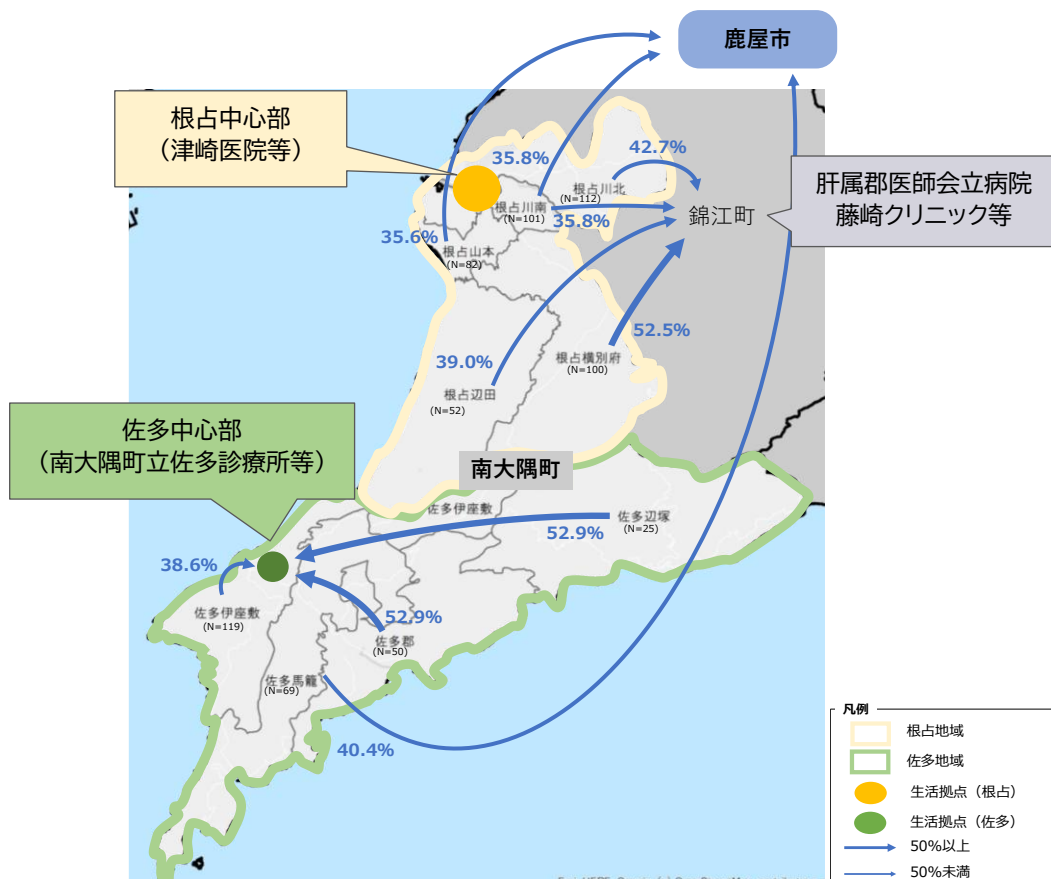 鹿屋市
根占中心部
（津崎医院等）
35.8%
42.7%
根占川北
(N=112)
肝属郡医師会立病院
藤崎クリニック等
根占川南
(N=101)
35.8%
錦江町
35.6%
根占山本
(N=82)
52.5%
39.0%
根占横別府
(N=100)
根占辺田
(N=52)
佐多中心部
（南大隅町立佐多診療所等）
南大隅町
佐多伊座敷
佐多辺塚
(N=25)
52.9%
38.6%
佐多伊座敷
(N=119)
52.9%
佐多郡
(N=50)
佐多馬籠
(N=69)
40.4%
凡例
根占地域
佐多地域
生活拠点（根占）
生活拠点（佐多）
50%以上
50%未満